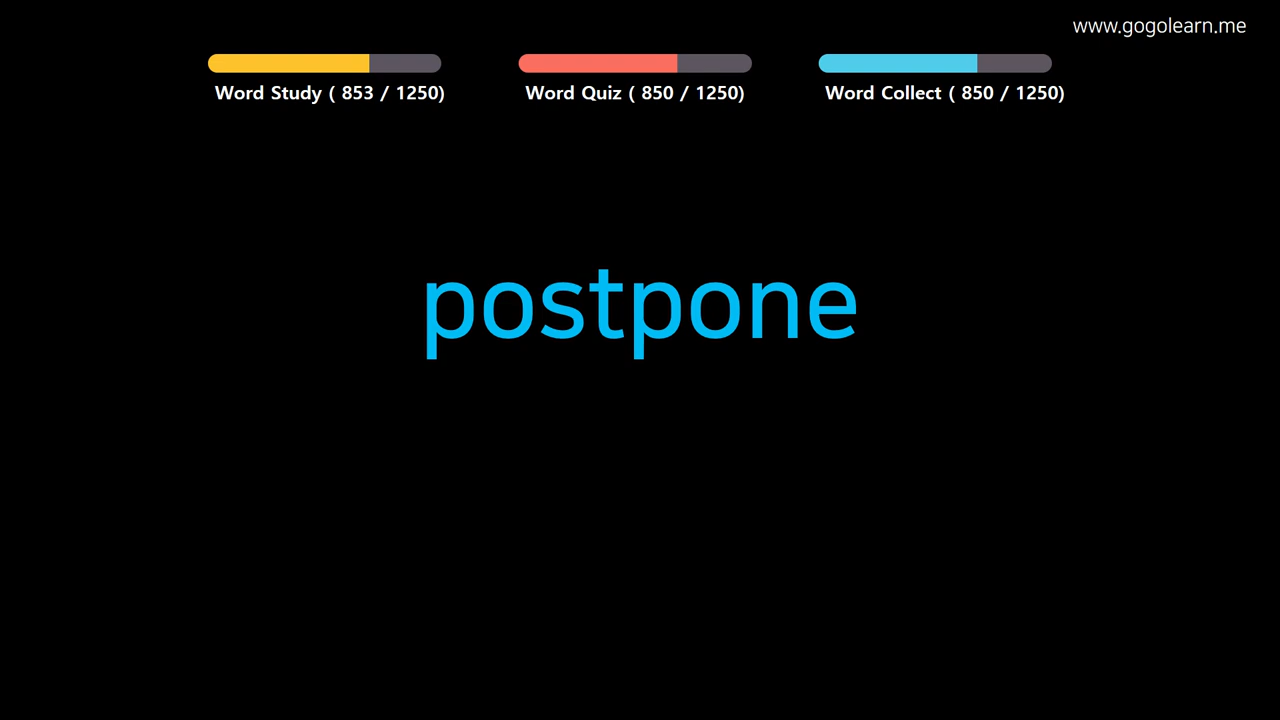 www.gogolearn.me
Word Study ( 853 / 1250)
Word Quiz ( 850 / 1250)
Word Collect ( 850 / 1250)
postpone